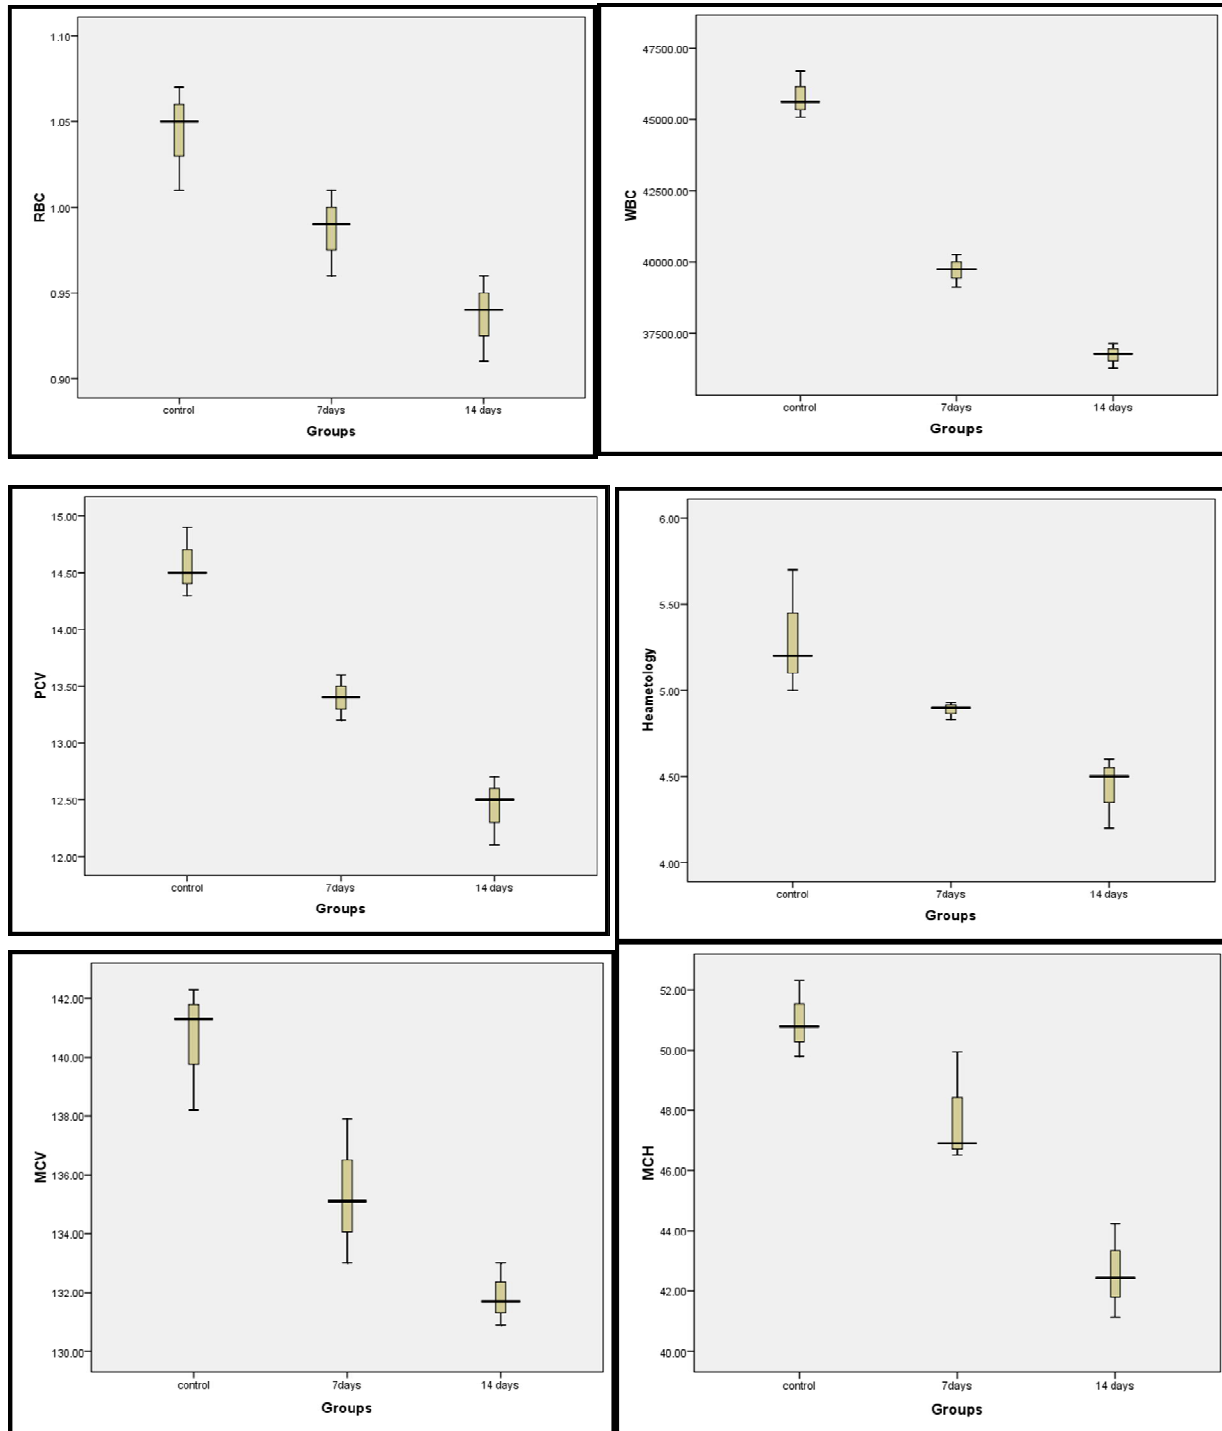 1.10
1.05
1.00
0.95
0.90
RBC
control 7days 14 days
Groups
47500.00
45000.00
42500.00
40000.00
37500.00
WBC
control 7days 14 days
Groups
15.00
14.50
14.00
13.50
13.00
12.50
12.00
PCV
control 7days 14 days
Groups
6.00
5.50
5.00
4.50
4.00
Heametology
control 7days 14 days
Groups
142.00
140.00
138.00
136.00
134.00
132.00
130.00
MCV
control 7days 14 days
Groups
52.00
50.00
48.00
46.00
44.00
42.00
40.00
MCH
control 7days 14 days
Groups